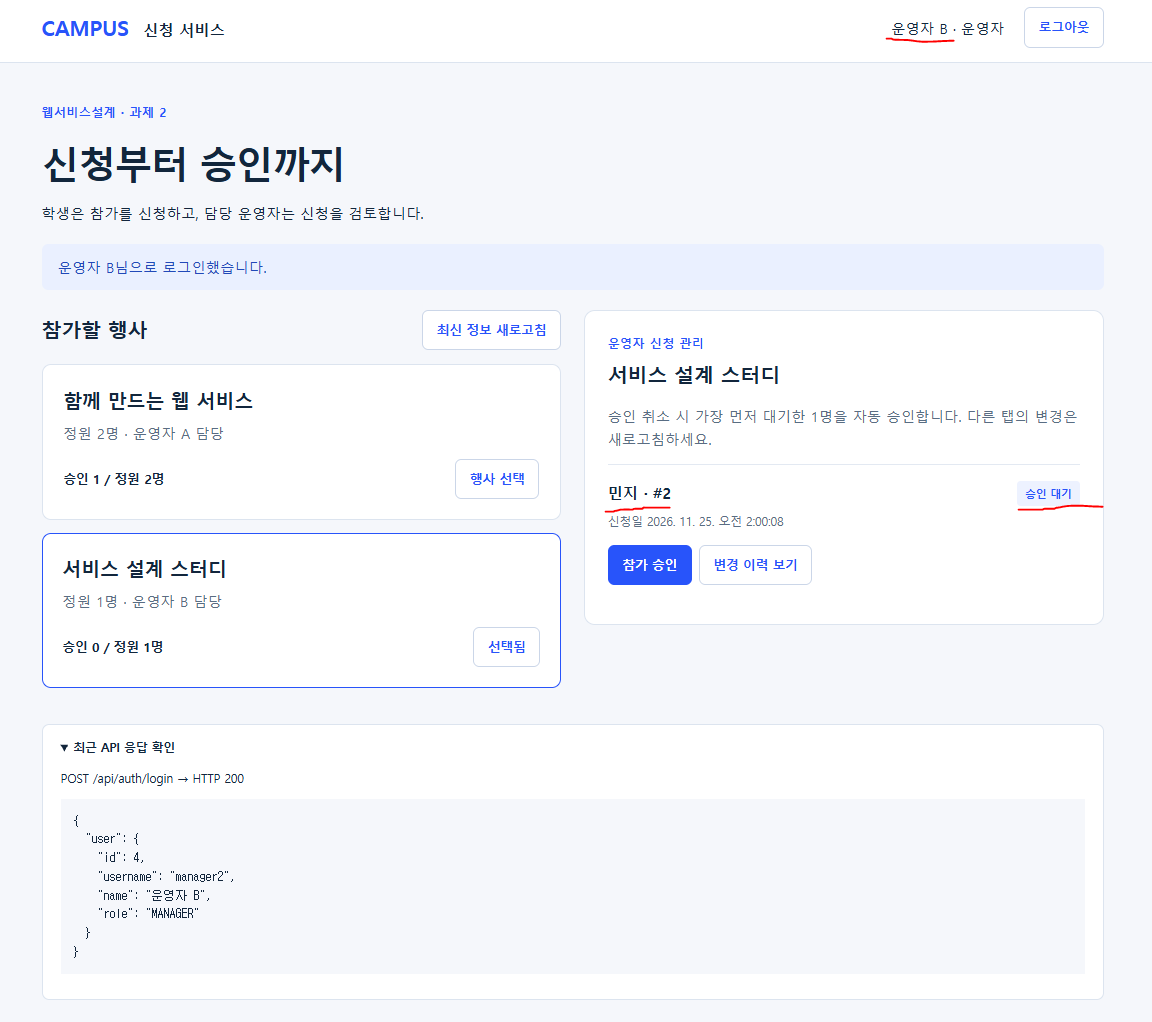 CAMPUS 신청 서비스
운영자 B · 운영자
로그아웃
웹서비스설계 · 과제 2
신청부터 승인까지
학생은 참가를 신청하고, 담당 운영자는 신청을 검토합니다.
운영자 B님으로 로그인했습니다.
참가할 행사
최신 정보 새로고침
함께 만드는 웹 서비스
정원 2명 · 운영자 A 담당
승인 1 / 정원 2명
행사 선택
서비스 설계 스터디
정원 1명 · 운영자 B 담당
승인 0 / 정원 1명
선택됨
운영자 신청 관리
서비스 설계 스터디
승인 취소 시 가장 먼저 대기한 1명을 자동 승인합니다. 다른 탭의 변경은
새로고침하세요.
민지 · #2
승인 대기
신청일 2026. 11. 25. 오전 2:00:08
참가 승인
변경 이력 보기
▼ 최근 API 응답 확인
POST /api/auth/login → HTTP 200
{
"user": {
"id": 4,
"username": "manager2",
"name": "운영자 B",
"role": "MANAGER"
}
}